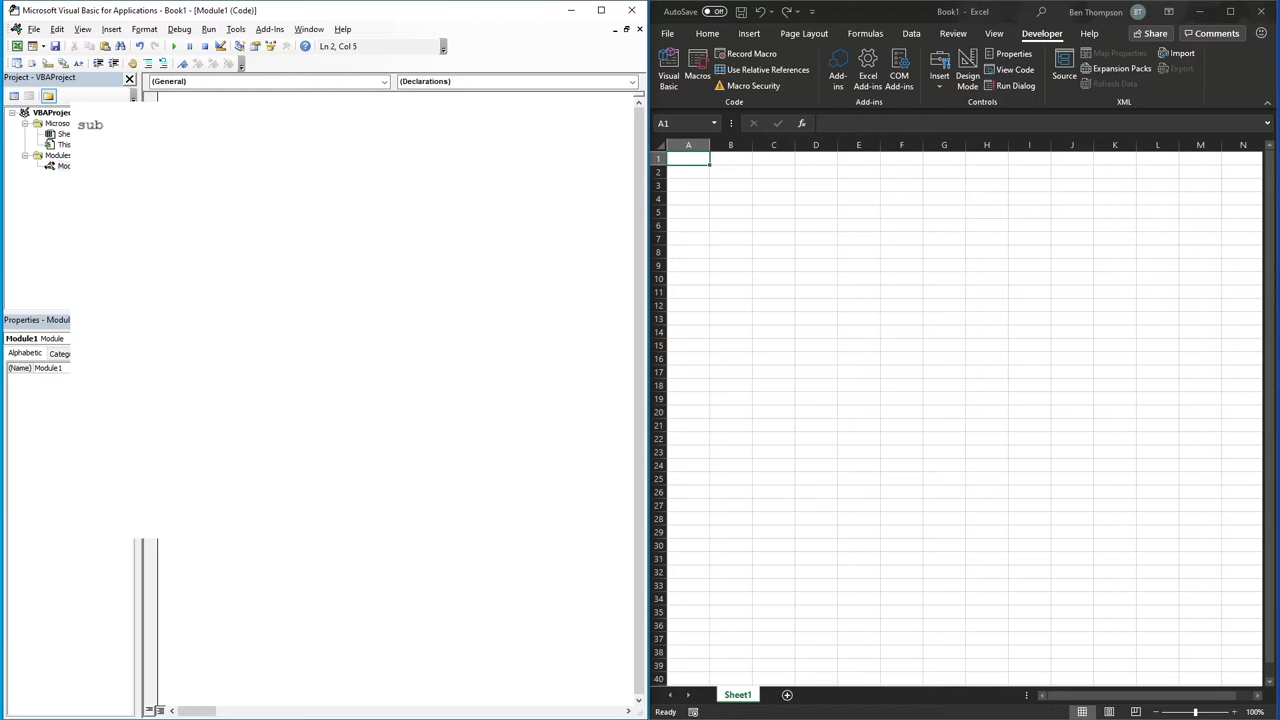 Microsoft Visual Basic for Applications - Book1 - [Module1 (Code)]
File Edit View Insert Format Debug Run Tools Add-Ins Window Help
Ln 2, Col 5
Project - VBAProject
(General)
(Declarations)
VBAProjec
Microso
She
This
Modules
Moc
sub
Properties - Modul
Module1 Module
Alphabetic Catego
(Name) Module1
AutoSave Off
Book1 - Excel
Ben Thompson BT
File Home Insert Page Layout Formulas Data Review View Developer Help Share Comments
Visual Basic
Macros
Record Macro
Use Relative References
Macro Security
Code
Add-ins
Excel Add-ins
COM Add-ins
Add-ins
Insert
Design Mode
Properties
View Code
Run Dialog
Controls
Source
Map Properties
Expansion Packs
Refresh Data
Import
Export
XML
A1
fx
A B C D E F G H I J K L M N
1
2
3
4
5
6
7
8
9
10
11
12
13
14
15
16
17
18
19
20
21
22
23
24
25
26
27
28
29
30
31
32
33
34
35
36
37
38
39
40
Sheet1
Ready
100%